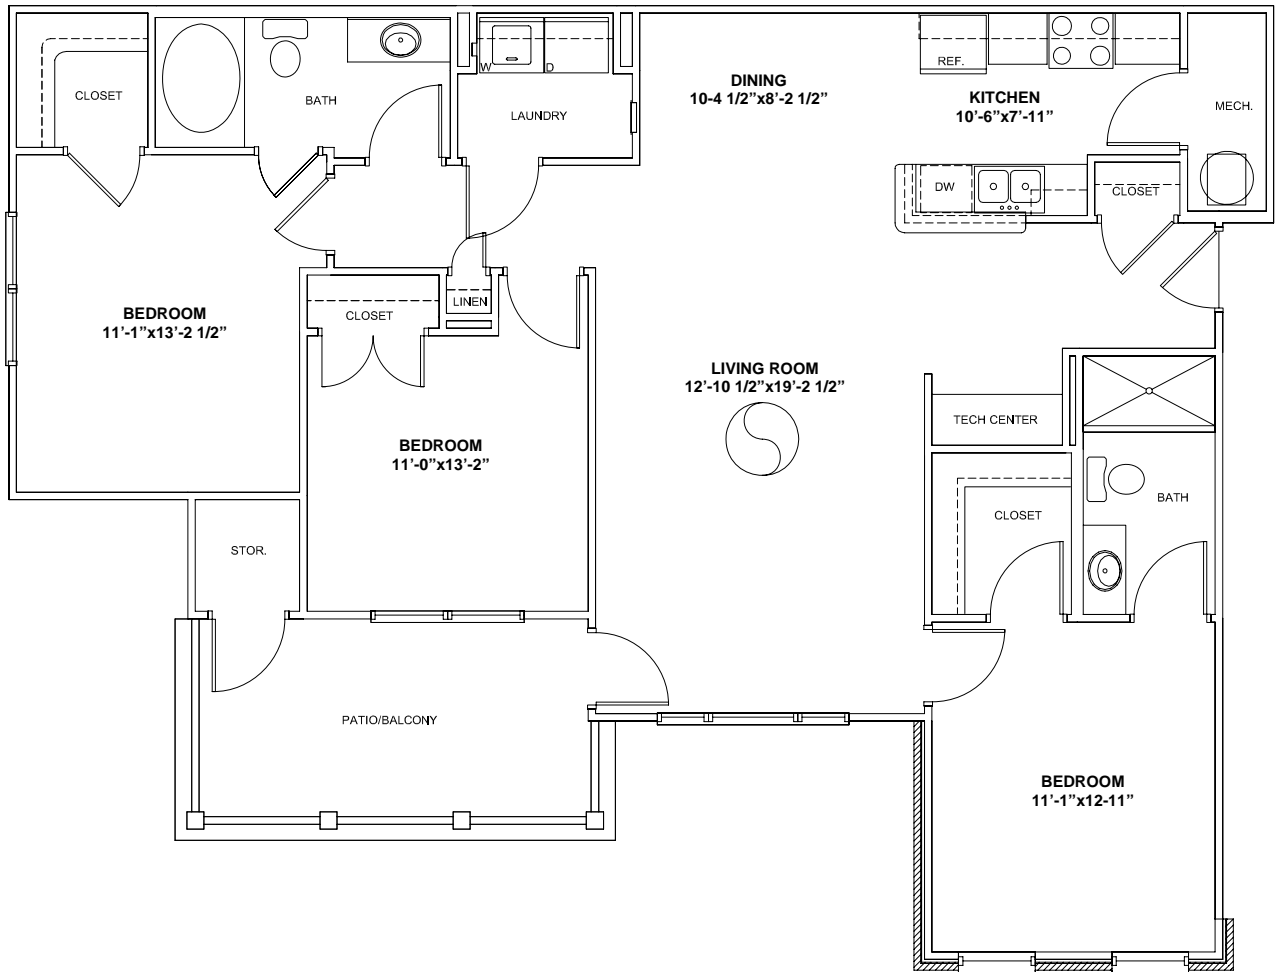 CLOSET
BATH
W
D
LAUNDRY
DINING
10-4 1/2”x8’-2 1/2”
REF.
KITCHEN
10’-6”x7’-11”
MECH.
DW
CLOSET
BEDROOM
11’-1”x13’-2 1/2”
CLOSET
LINEN
LIVING ROOM
12’-10 1/2”x19’-2 1/2”
TECH CENTER
BEDROOM
11’-0”x13’-2”
BATH
CLOSET
STOR.
PATIO/BALCONY
BEDROOM
11’-1”x12-11”